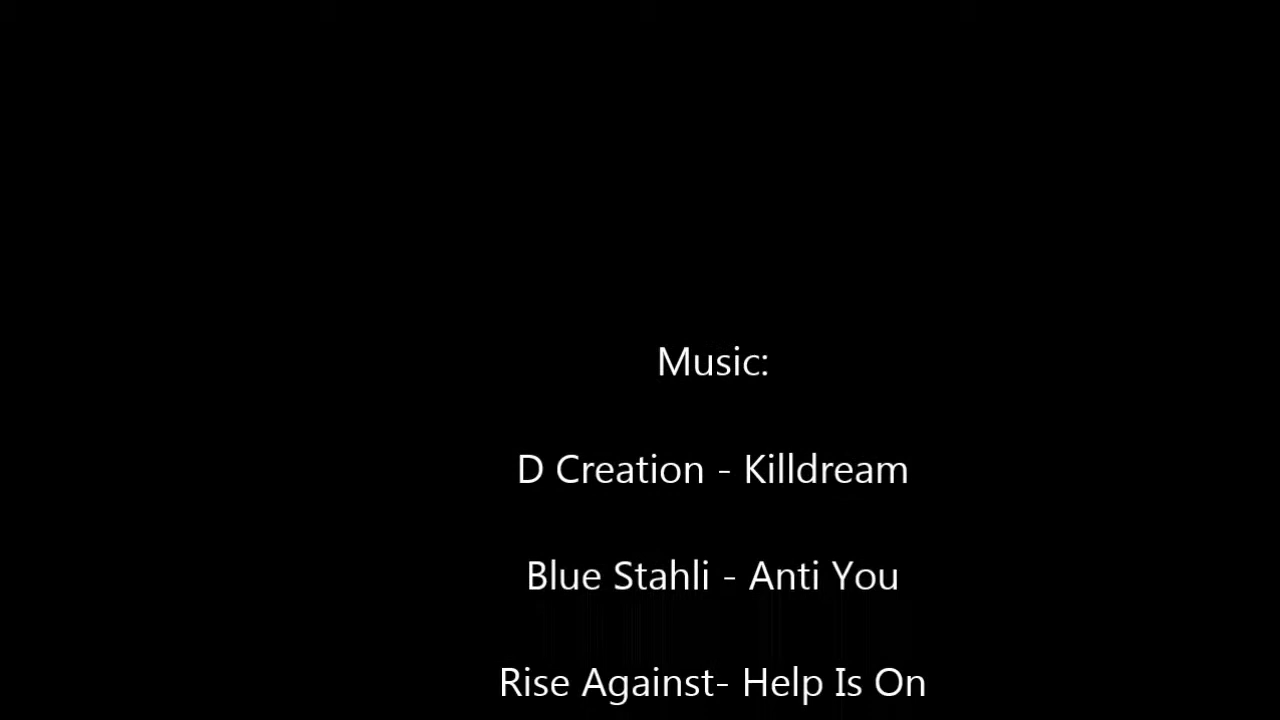 Music:
D Creation - Killdream
Blue Stahli - Anti You
Rise Against- Help Is On